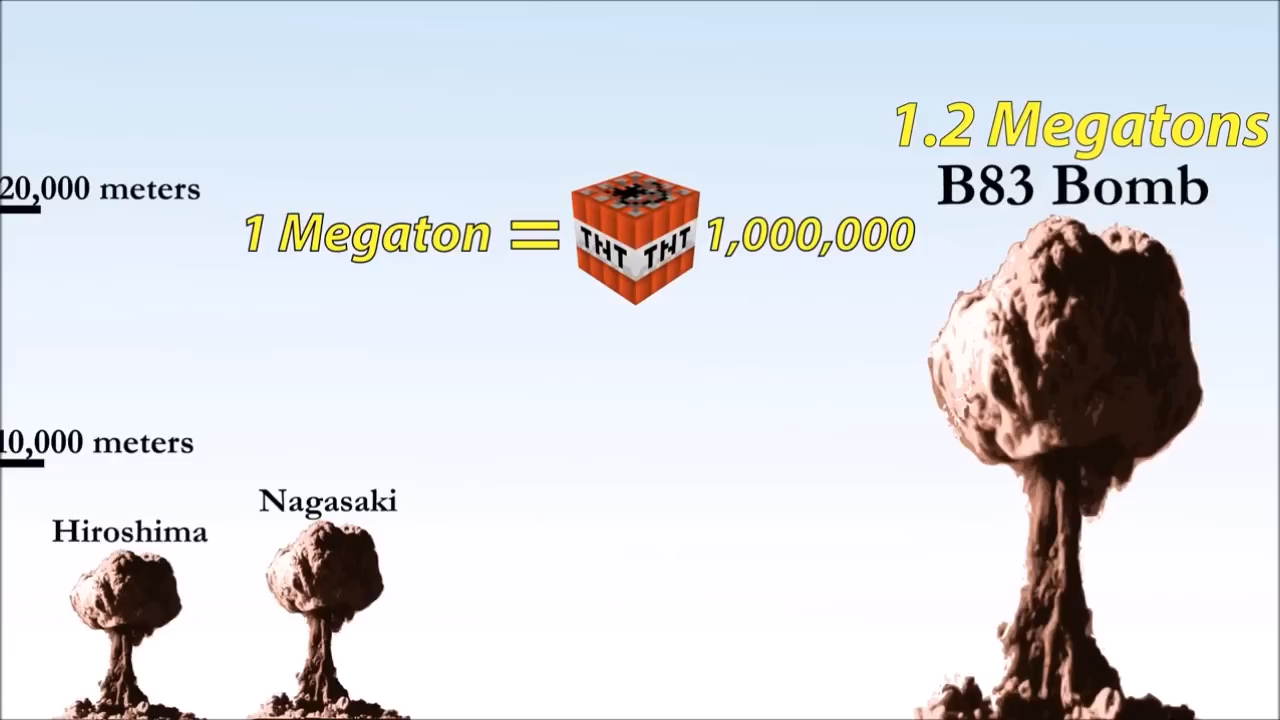 1.2 Megatons
B83 Bomb
20,000 meters
1 Megaton = TNT TNT 1,000,000
10,000 meters
Nagasaki
Hiroshima